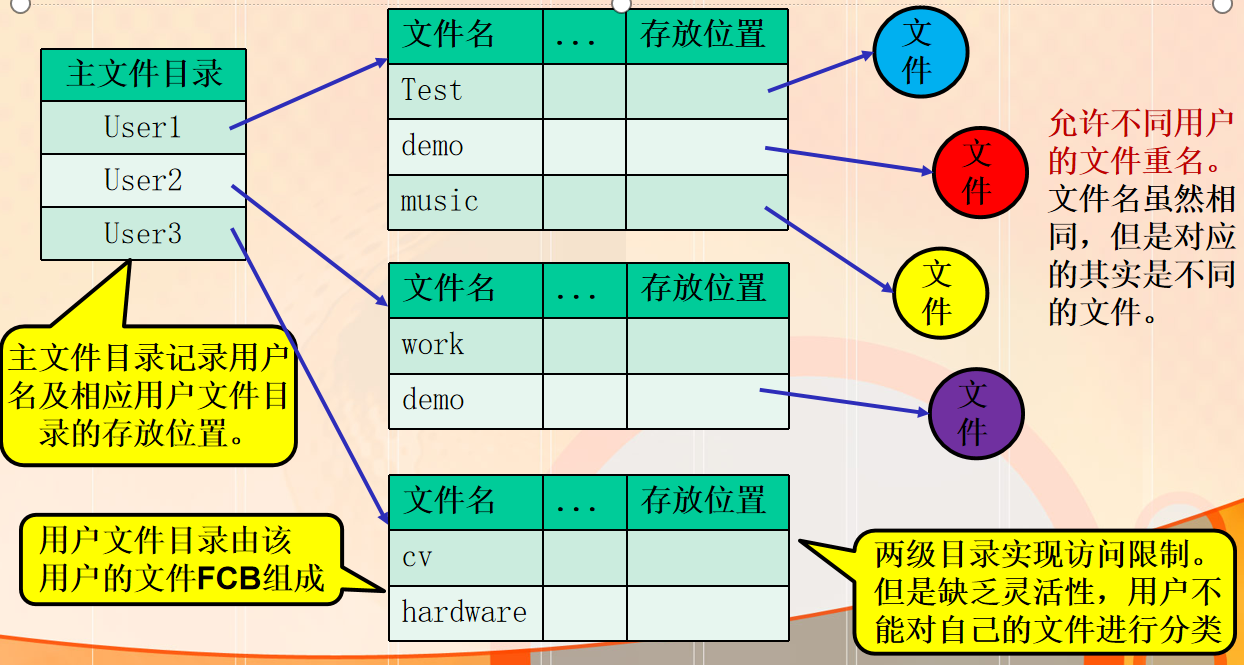 主文件目录
User1
User2
User3
文件名 ... 存放位置
Test
demo
music
文件名 ... 存放位置
work
demo
文件名 ... 存放位置
cv
hardware
文
件
文
件
文
件
文
件
允许不同用户
的文件重名。
文件名虽然相
同，但是对应
的其实是不同
的文件。
主文件目录记录用户
名及相应用户文件目
录的存放位置。
用户文件目录由该
用户的文件FCB组成
两级目录实现访问限制。
但是缺乏灵活性，用户不
能对自己的文件进行分类